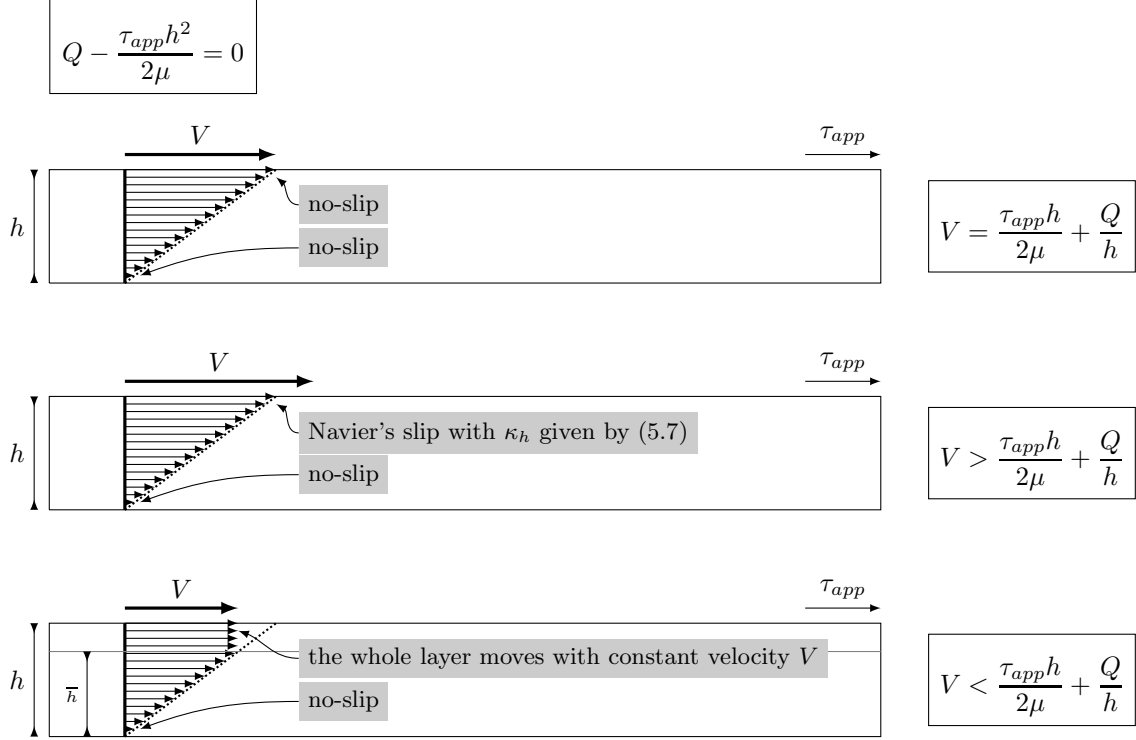 Q − τ_app h² / 2μ = 0
V
τ_app
h
no-slip
no-slip
V = τ_app h / 2μ + Q / h
V
τ_app
h
Navier's slip with κ_h given by (5.7)
no-slip
V > τ_app h / 2μ + Q / h
V
τ_app
h
h̅
the whole layer moves with constant velocity V
no-slip
V < τ_app h / 2μ + Q / h